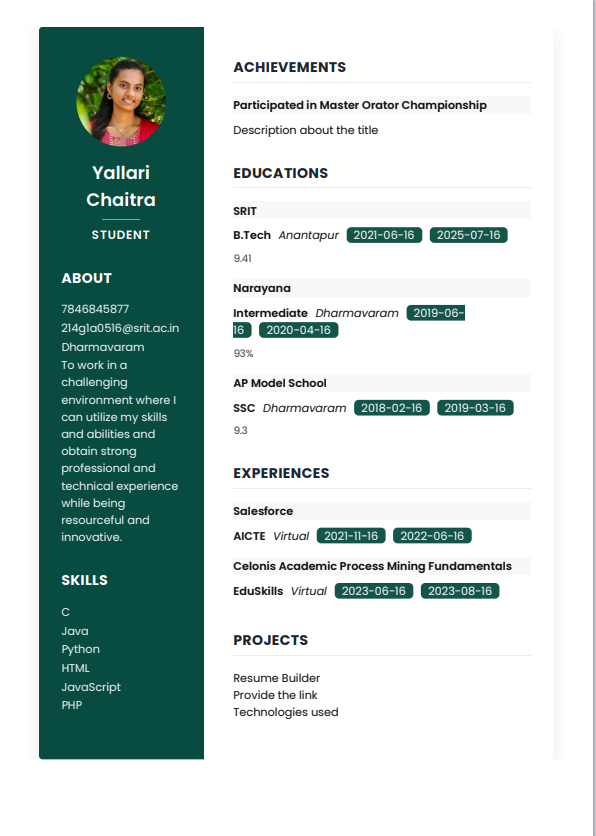 Yallari
Chaitra
STUDENT
ABOUT
7846845877
214g1a0516@srit.ac.in
Dharmavaram
To work in a
challenging
environment where I
can utilize my skills
and abilities and
obtain strong
professional and
technical experience
while being
resourceful and
innovative.
SKILLS
C
Java
Python
HTML
JavaScript
PHP
ACHIEVEMENTS
Participated in Master Orator Championship
Description about the title
EDUCATIONS
SRIT
B.Tech Anantapur 2021-06-16 2025-07-16
9.41
Narayana
Intermediate Dharmavaram 2019-06-
16 2020-04-16
93%
AP Model School
SSC Dharmavaram 2018-02-16 2019-03-16
9.3
EXPERIENCES
Salesforce
AICTE Virtual 2021-11-16 2022-06-16
Celonis Academic Process Mining Fundamentals
EduSkills Virtual 2023-06-16 2023-08-16
PROJECTS
Resume Builder
Provide the link
Technologies used